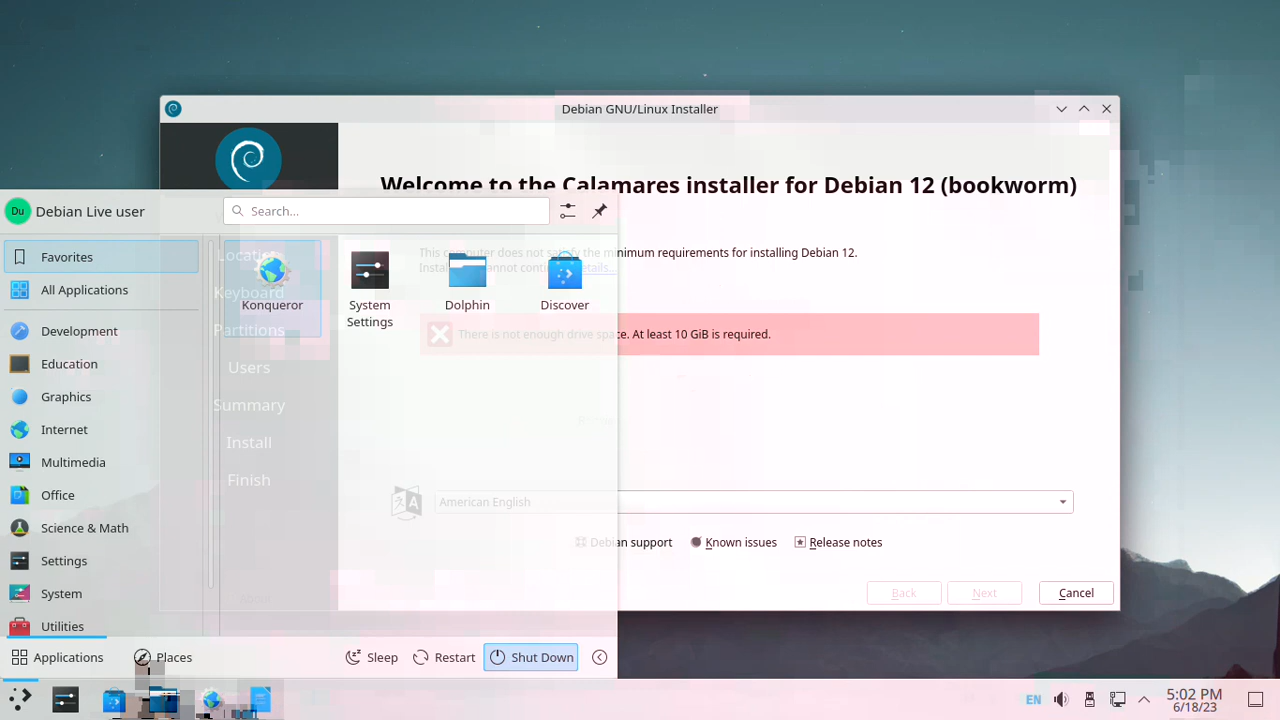 Debian GNU/Linux Installer
Welcome to the Calamares installer for Debian 12 (bookworm)
Du Debian Live user
Search...
This computer does not satisfy the minimum requirements for installing Debian 12.
Installation cannot continue. Details...
Favorites
All Applications
Development
Education
Graphics
Internet
Multimedia
Office
Science & Math
Settings
System
Utilities
Location
Keyboard
Partitions
Users
Summary
Install
Finish
Konqueror
System
Settings
Dolphin
Discover
There is not enough drive space. At least 10 GiB is required.
American English
Debian support
Known issues
Release notes
About
Back
Next
Cancel
Applications
Places
Sleep
Restart
Shut Down
EN
5:02 PM
6/18/23